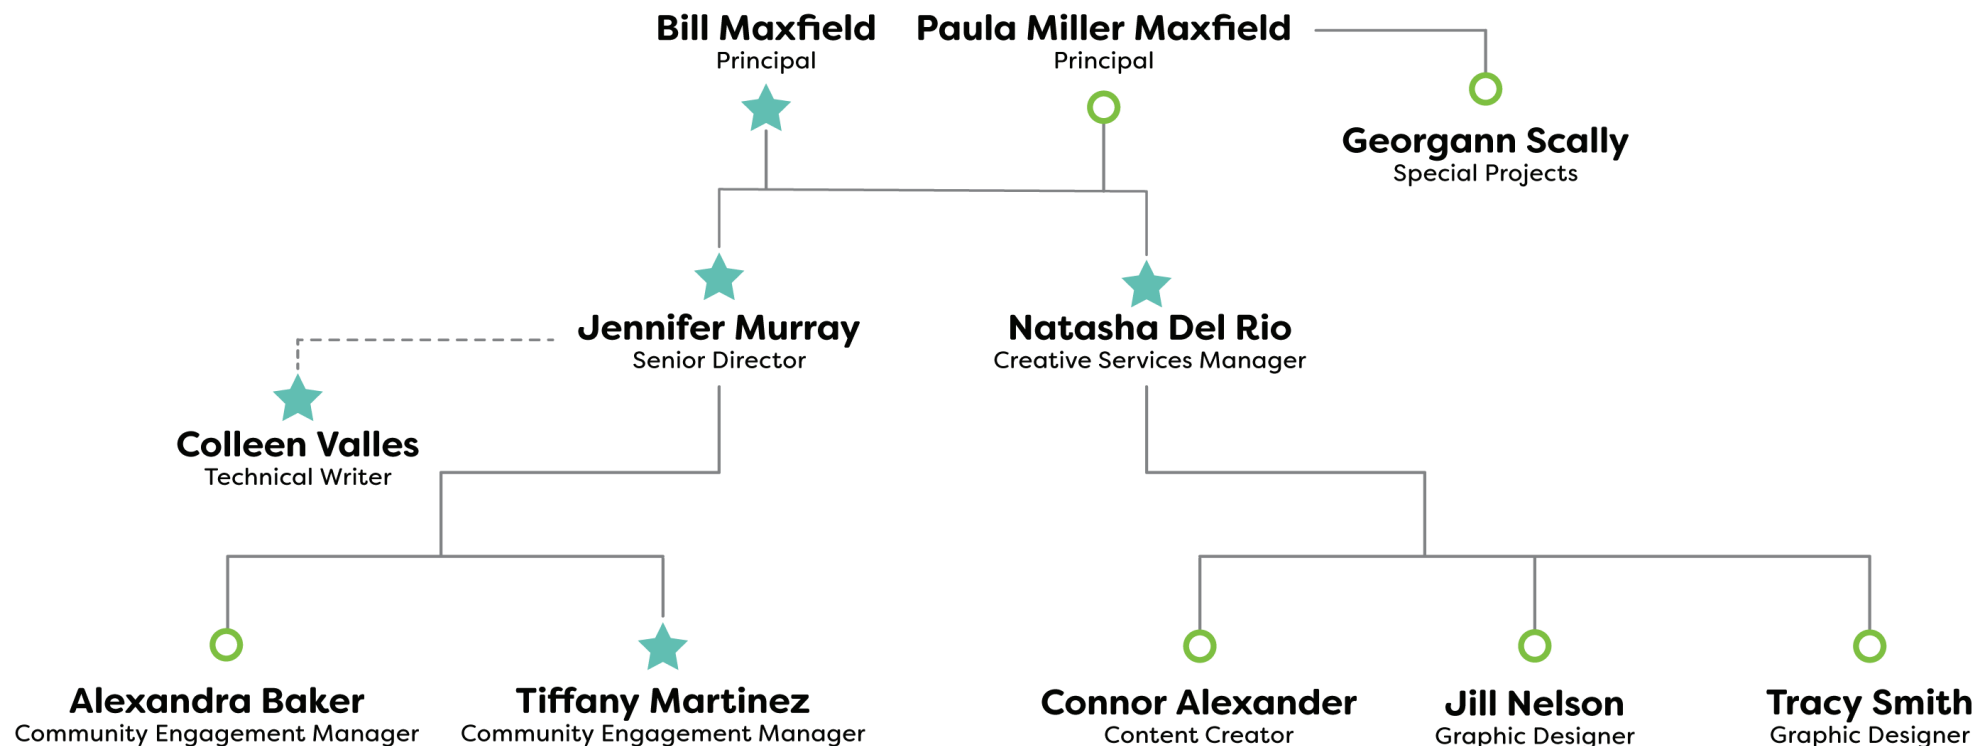 Bill Maxfield
Principal
Paula Miller Maxfield
Principal
Georgann Scally
Special Projects
Jennifer Murray
Senior Director
Natasha Del Rio
Creative Services Manager
Colleen Valles
Technical Writer
Alexandra Baker
Community Engagement Manager
Tiffany Martinez
Community Engagement Manager
Connor Alexander
Content Creator
Jill Nelson
Graphic Designer
Tracy Smith
Graphic Designer